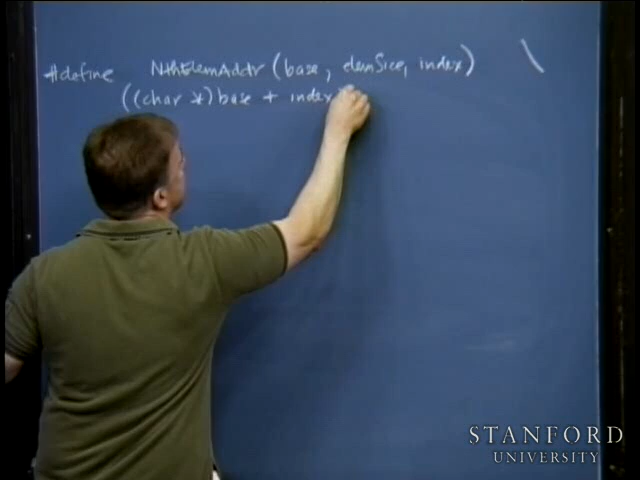 #define NthElemAddr (base, elemSize, index) \
((char *)base + index *
STANFORD
UNIVERSITY